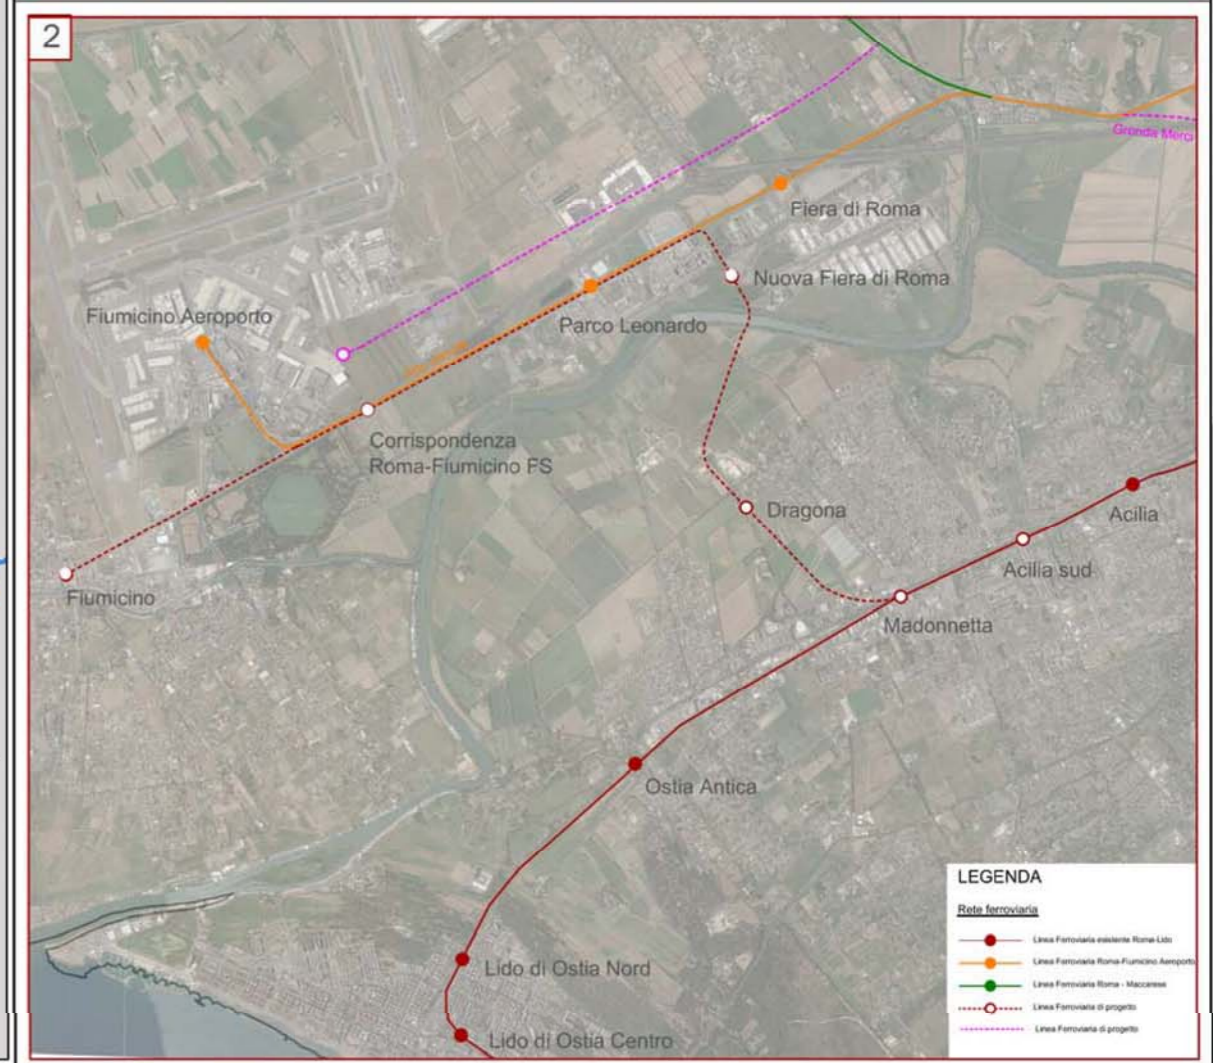 2
Gronda Merci
Fiera di Roma
Nuova Fiera di Roma
Fiumicino Aeroporto
Parco Leonardo
Corrispondenza
Roma-Fiumicino FS
Dragona
Acilia
Acilia sud
Fiumicino
Madonnetta
Ostia Antica
Lido di Ostia Nord
Lido di Ostia Centro
LEGENDA
Rete ferroviaria
Linea Ferroviaria esistente Roma-Lido
Linea Ferroviaria Roma-Fiumicino Aeroporto
Linea Ferroviaria Roma - Maccarese
Linea Ferroviaria di progetto
Linea Ferroviaria di progetto